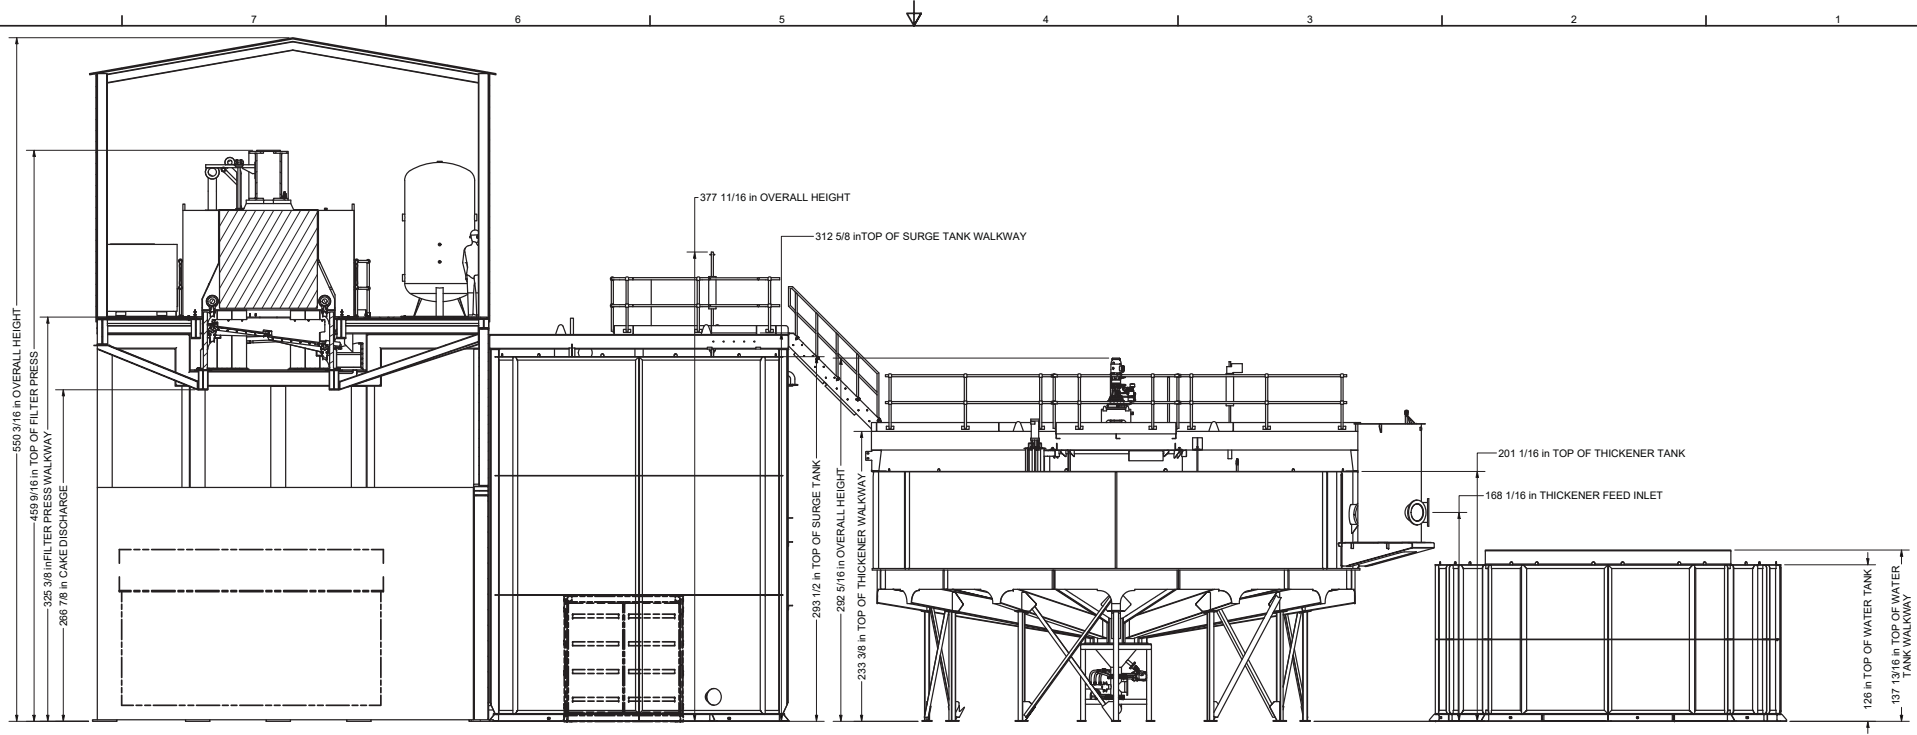 7
6
5
4
3
2
1
550 3/16 in OVERALL HEIGHT
459 9/16 in TOP OF FILTER PRESS
325 3/8 inFILTER PRESS WALKWAY
266 7/8 in CAKE DISCHARGE
377 11/16 in OVERALL HEIGHT
312 5/8 inTOP OF SURGE TANK WALKWAY
293 1/2 in TOP OF SURGE TANK
292 5/16 in OVERALL HEIGHT
233 3/8 in TOP OF THICKENER WALKWAY
201 1/16 in TOP OF THICKENER TANK
168 1/16 in THICKENER FEED INLET
126 in TOP OF WATER TANK
137 13/16 in TOP OF WATER
TANK WALKWAY